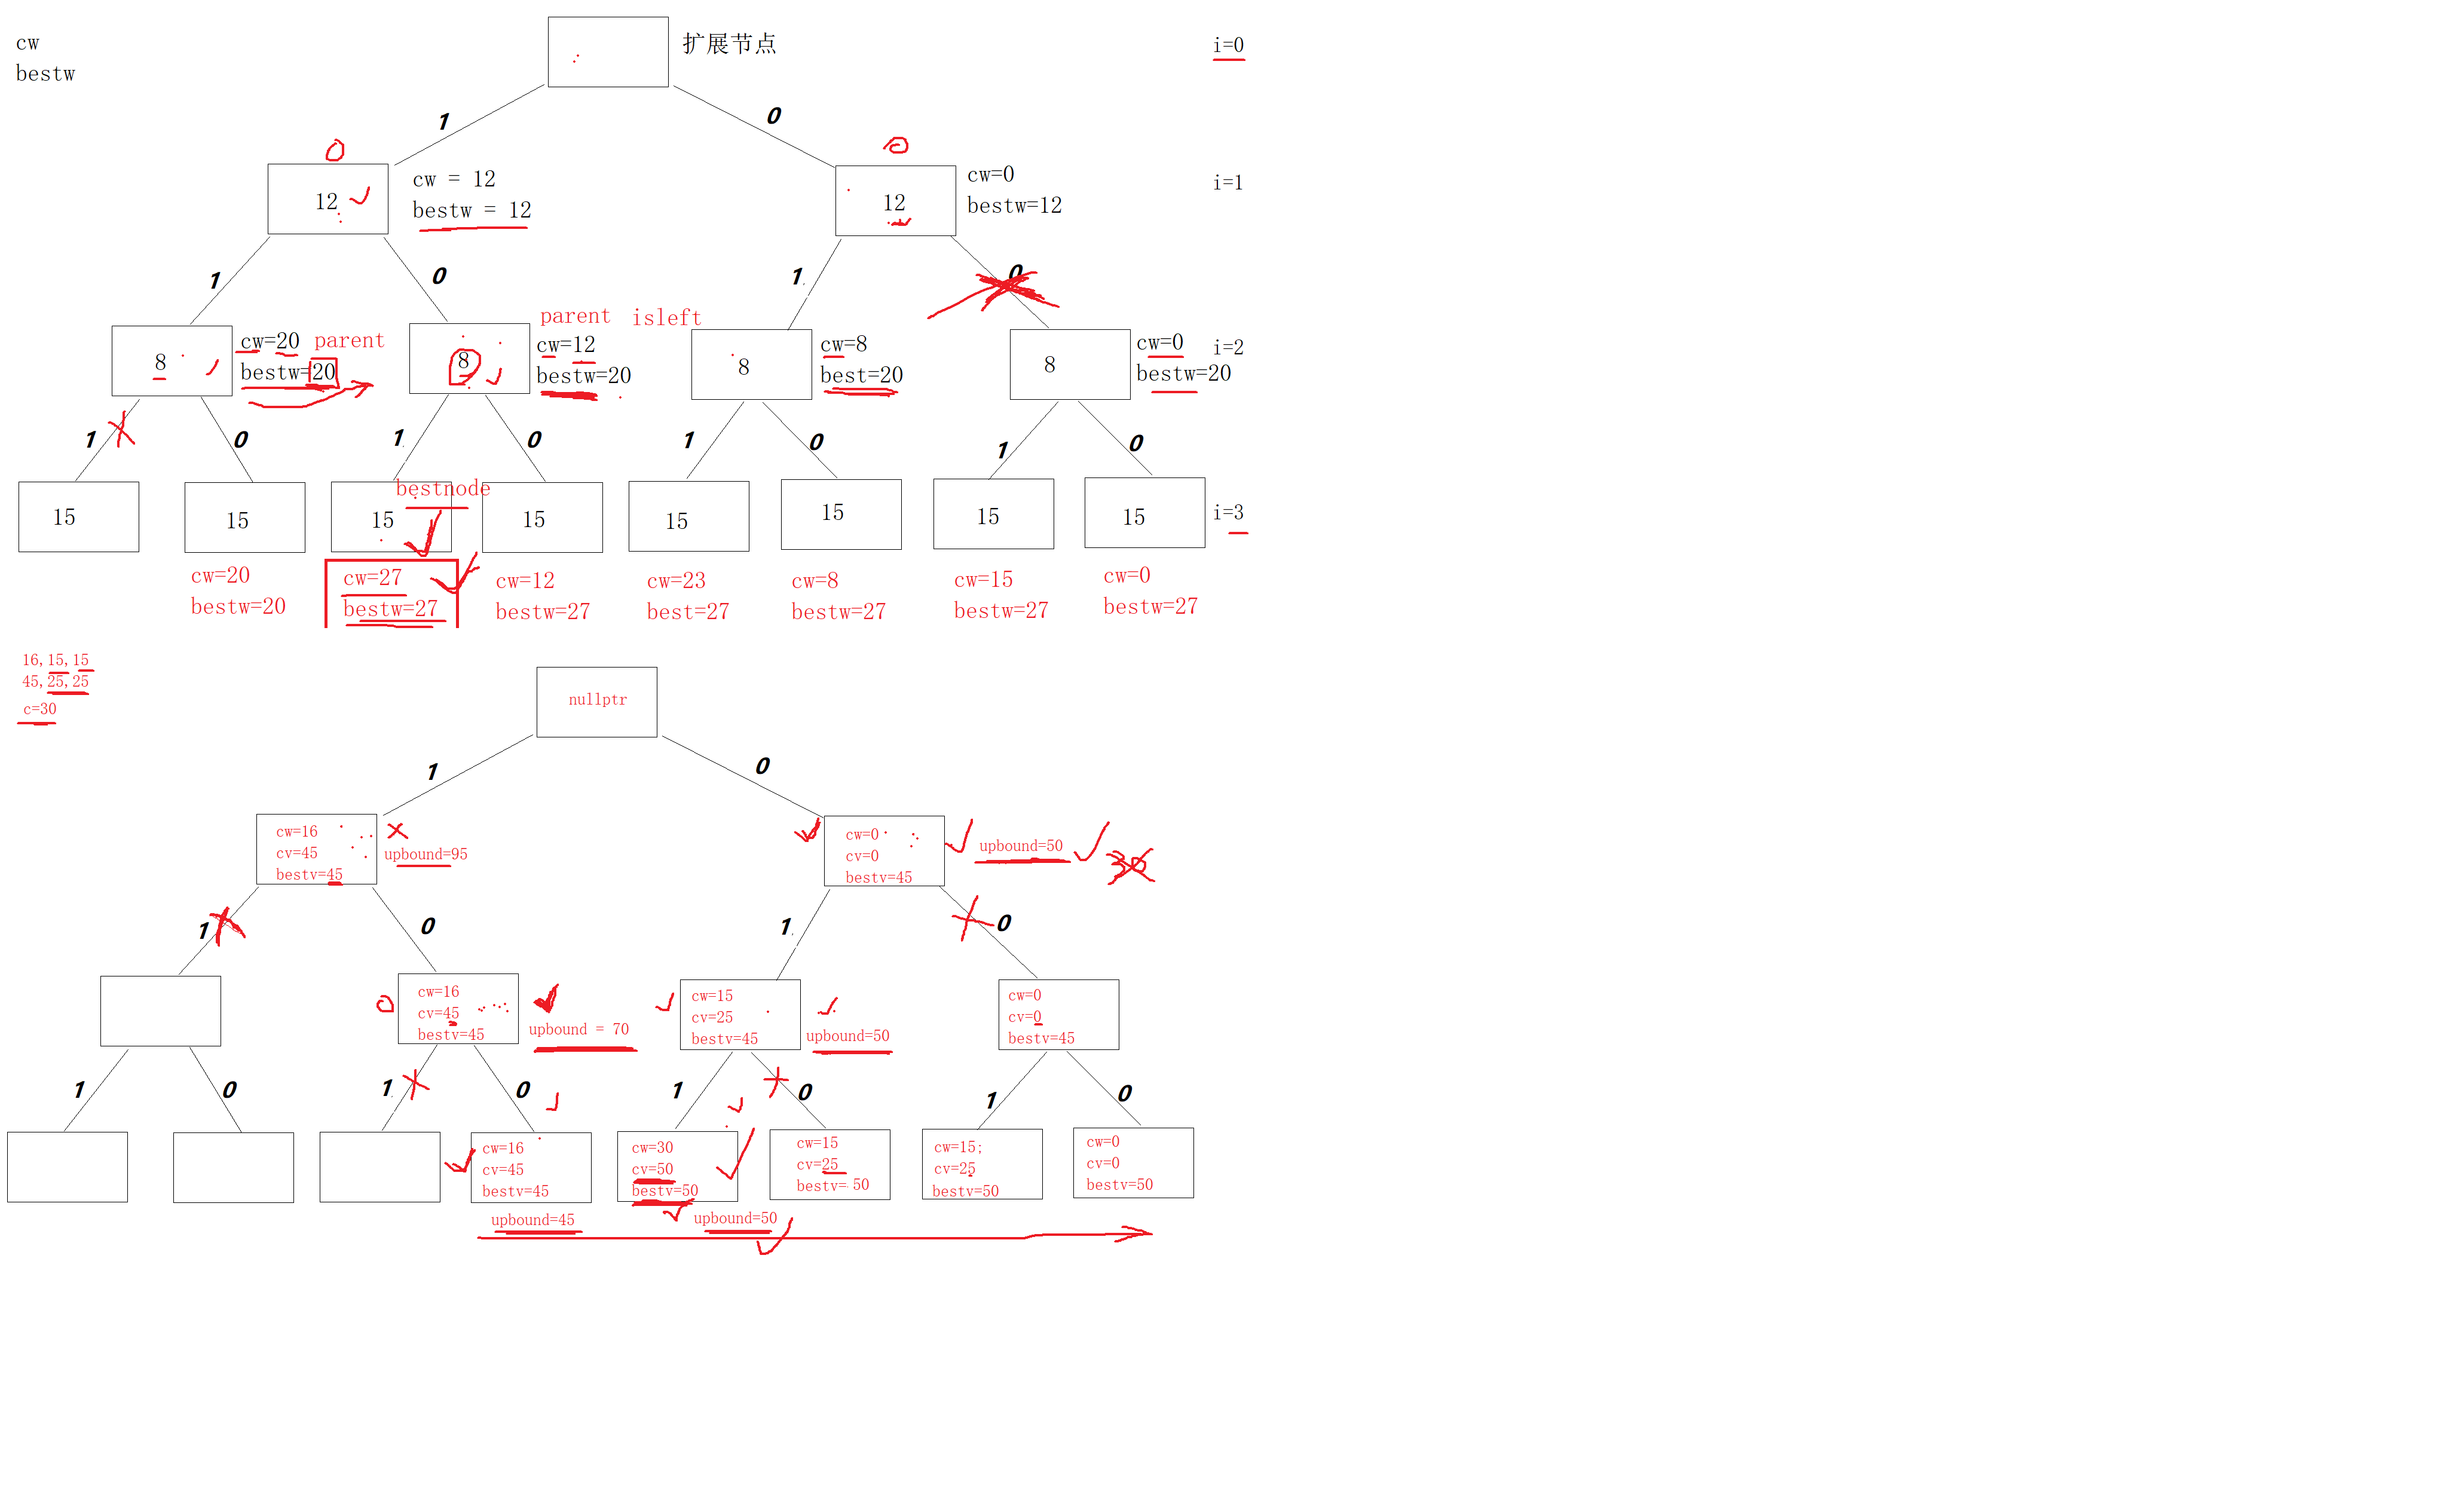 cw
bestw
扩展节点
i=0
1
0
12
cw = 12
bestw = 12
12
cw=0
bestw=12
i=1
1
0
1
0
8
cw=20
parent
bestw=20
8
parent
isleft
cw=12
bestw=20
8
cw=8
best=20
8
cw=0
bestw=20
i=2
1
0
1
0
1
0
1
0
15
15
bestnode
15
15
15
15
15
15
i=3
cw=20
bestw=20
cw=27
bestw=27
cw=12
bestw=27
cw=23
best=27
cw=8
bestw=27
cw=15
bestw=27
cw=0
bestw=27
16,15,15
45,25,25
c=30
nullptr
1
0
cw=16
cv=45
bestv=45
upbound=95
cw=0
cv=0
bestv=45
upbound=50
1
0
1
0
cw=16
cv=45
bestv=45
upbound = 70
cw=15
cv=25
bestv=45
upbound=50
cw=0
cv=0
bestv=45
1
0
1
0
1
0
1
0
cw=16
cv=45
bestv=45
upbound=45
cw=30
cv=50
bestv=50
upbound=50
cw=15
cv=25
bestv= 50
cw=15;
cv=25
bestv=50
cw=0
cv=0
bestv=50